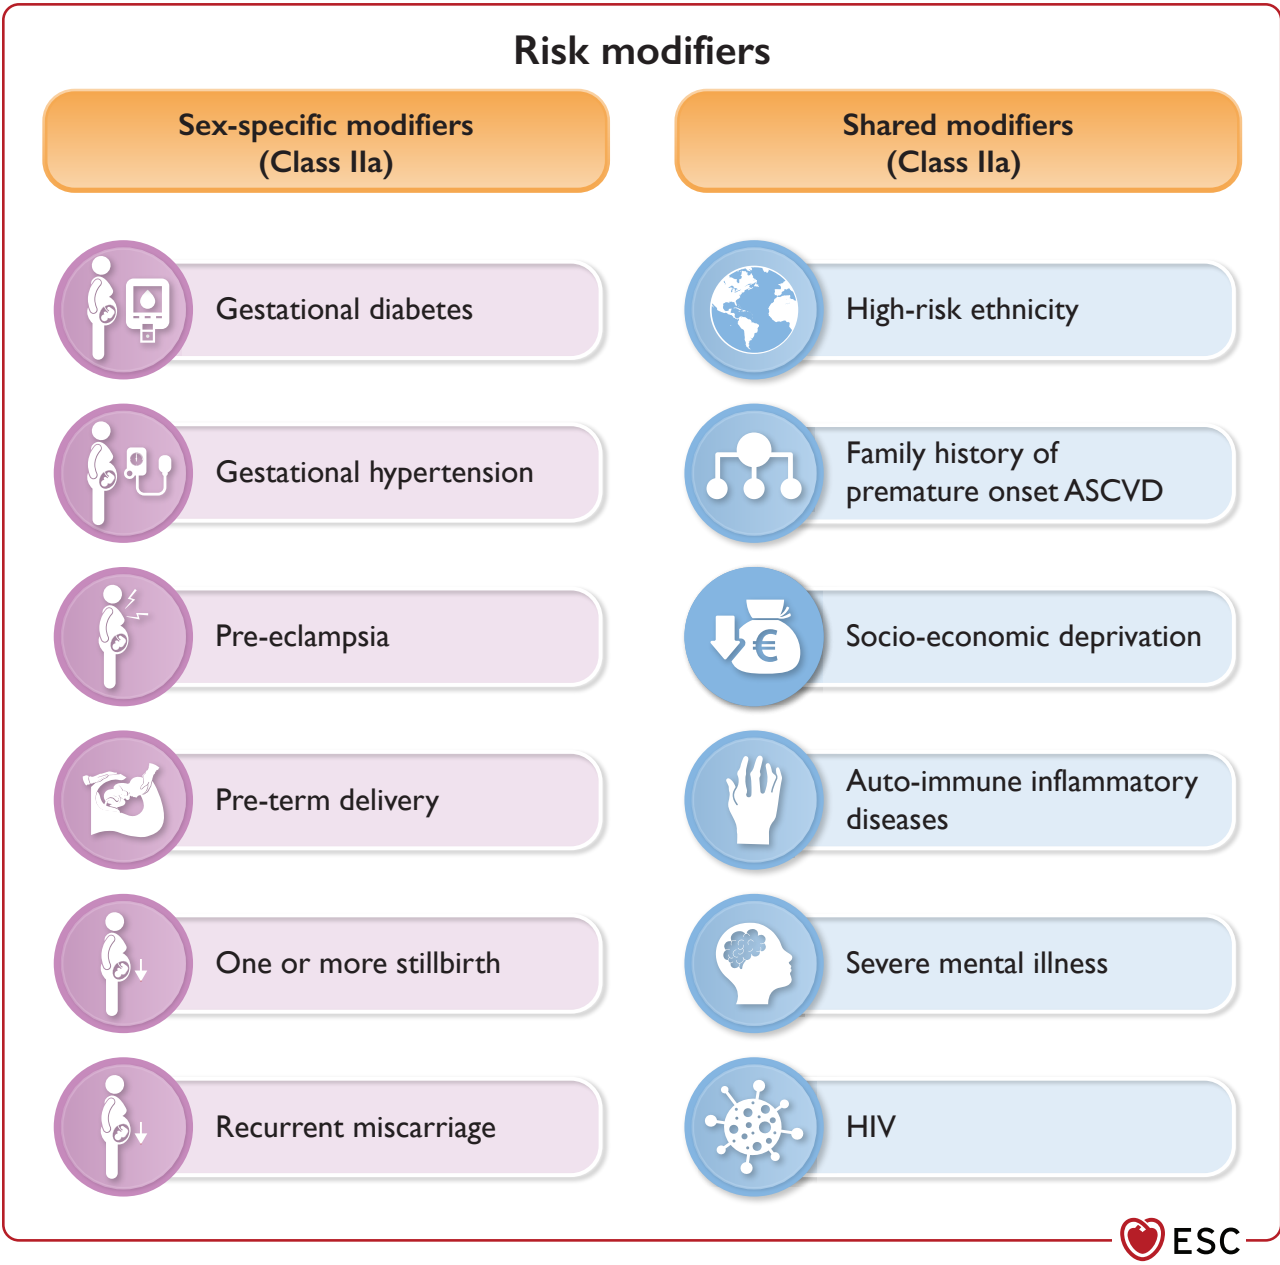 Risk modifiers
Sex-specific modifiers
(Class IIa)
Gestational diabetes
Gestational hypertension
Pre-eclampsia
Pre-term delivery
One or more stillbirth
Recurrent miscarriage
Shared modifiers
(Class IIa)
High-risk ethnicity
Family history of
premature onset ASCVD
€
Socio-economic deprivation
Auto-immune inflammatory
diseases
Severe mental illness
HIV
ESC